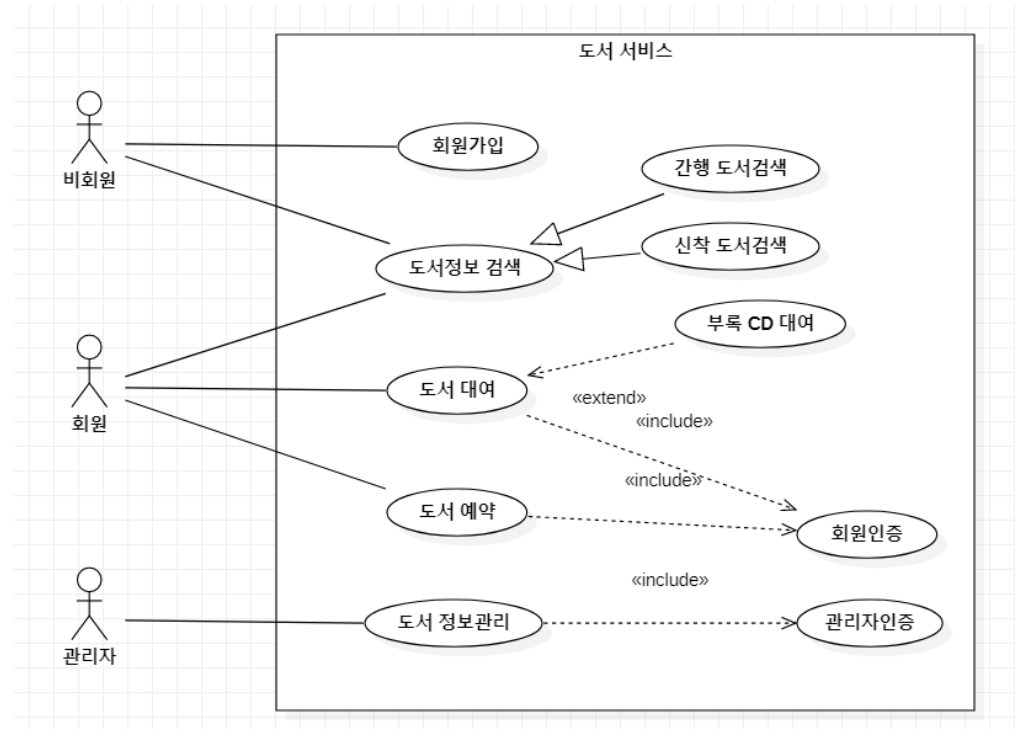 도서 서비스
비회원
회원가입
간행 도서검색
신착 도서검색
도서정보 검색
부록 CD 대여
회원
도서 대여
«extend»
«include»
«include»
도서 예약
회원인증
«include»
관리자
도서 정보관리
관리자인증